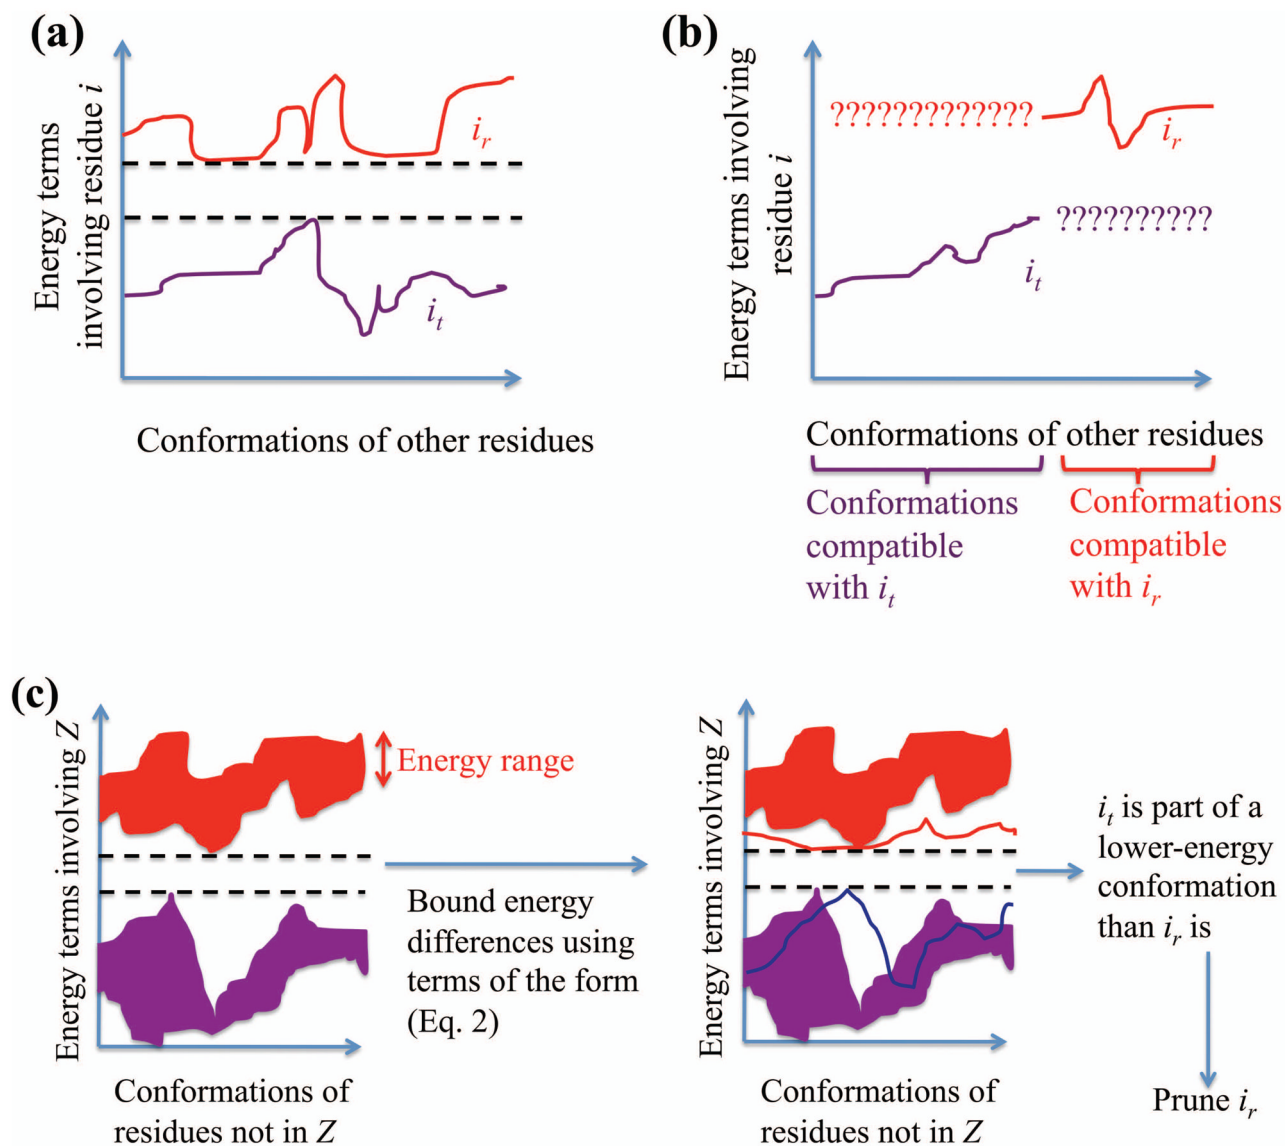 (a)
Energy terms
involving residue i
i_r
i_t
Conformations of other residues
(b)
Energy terms involving
residue i
?????????????
i_r
??????????
i_t
Conformations of other residues
Conformations
compatible
with i_t
Conformations
compatible
with i_r
(c)
Energy terms involving Z
Energy range
Conformations of
residues not in Z
Bound energy
differences using
terms of the form
(Eq. 2)
Energy terms involving Z
Conformations of
residues not in Z
i_t is part of a
lower-energy
conformation
than i_r is
Prune i_r